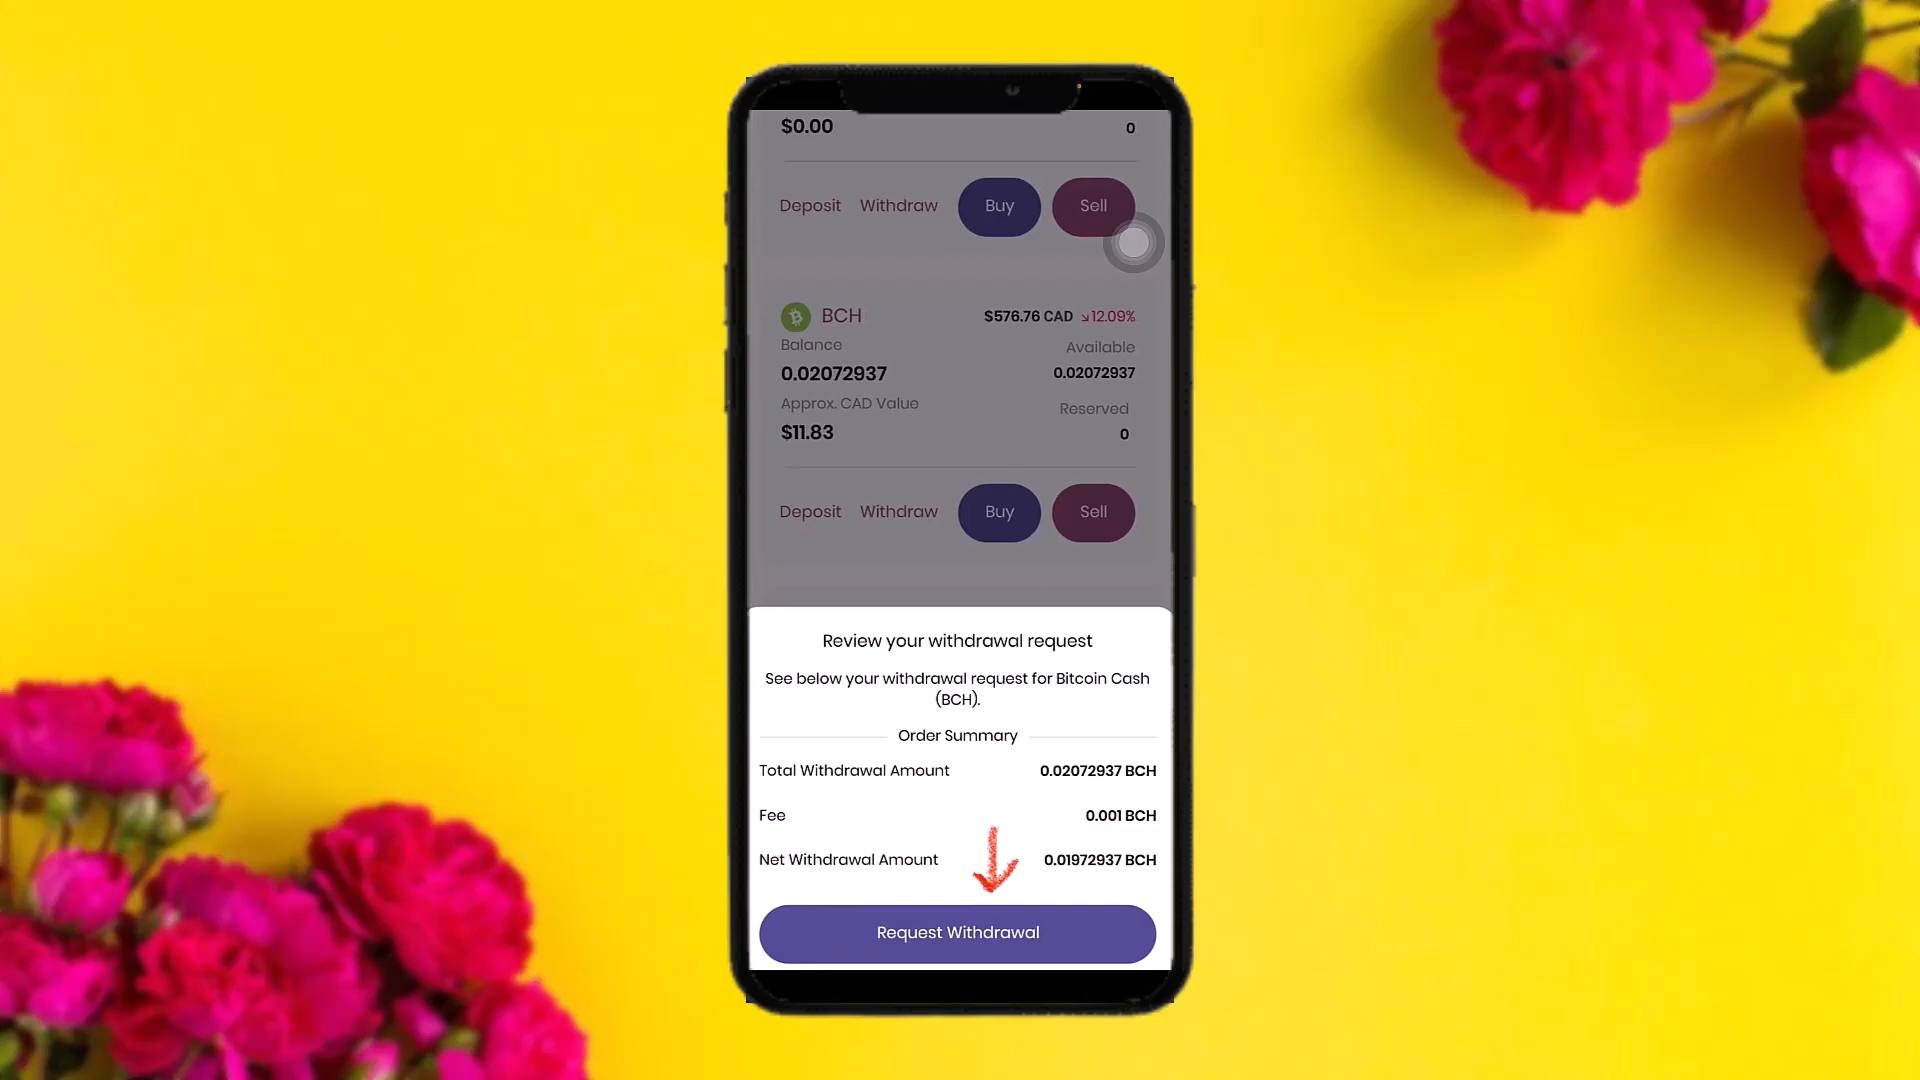 $0.00 0
Deposit Withdraw Buy Sell
BCH $576.76 CAD ↘12.09%
Balance Available
0.02072937 0.02072937
Approx. CAD Value Reserved
$11.83 0
Deposit Withdraw Buy Sell
Review your withdrawal request
See below your withdrawal request for Bitcoin Cash
(BCH).
Order Summary
Total Withdrawal Amount 0.02072937 BCH
Fee 0.001 BCH
Net Withdrawal Amount 0.01972937 BCH
Request Withdrawal